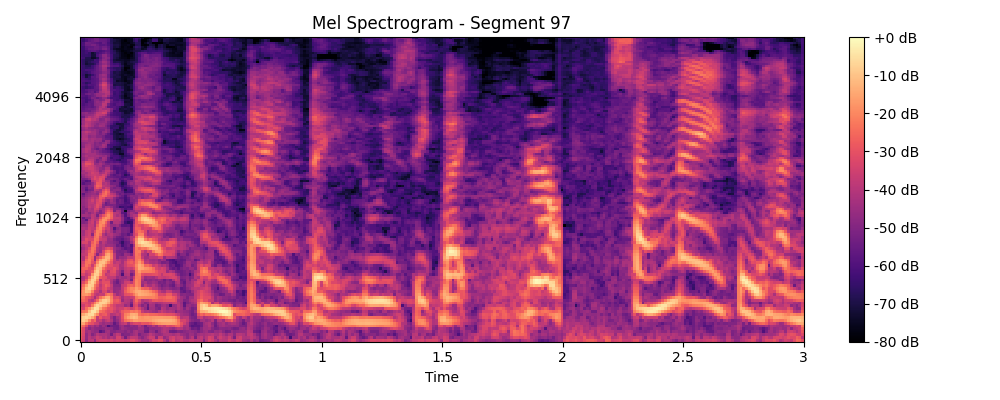 Mel Spectrogram - Segment 97
Frequency
4096
2048
1024
512
0
0 0.5 1 1.5 2 2.5 3
Time
+0 dB
-10 dB
-20 dB
-30 dB
-40 dB
-50 dB
-60 dB
-70 dB
-80 dB